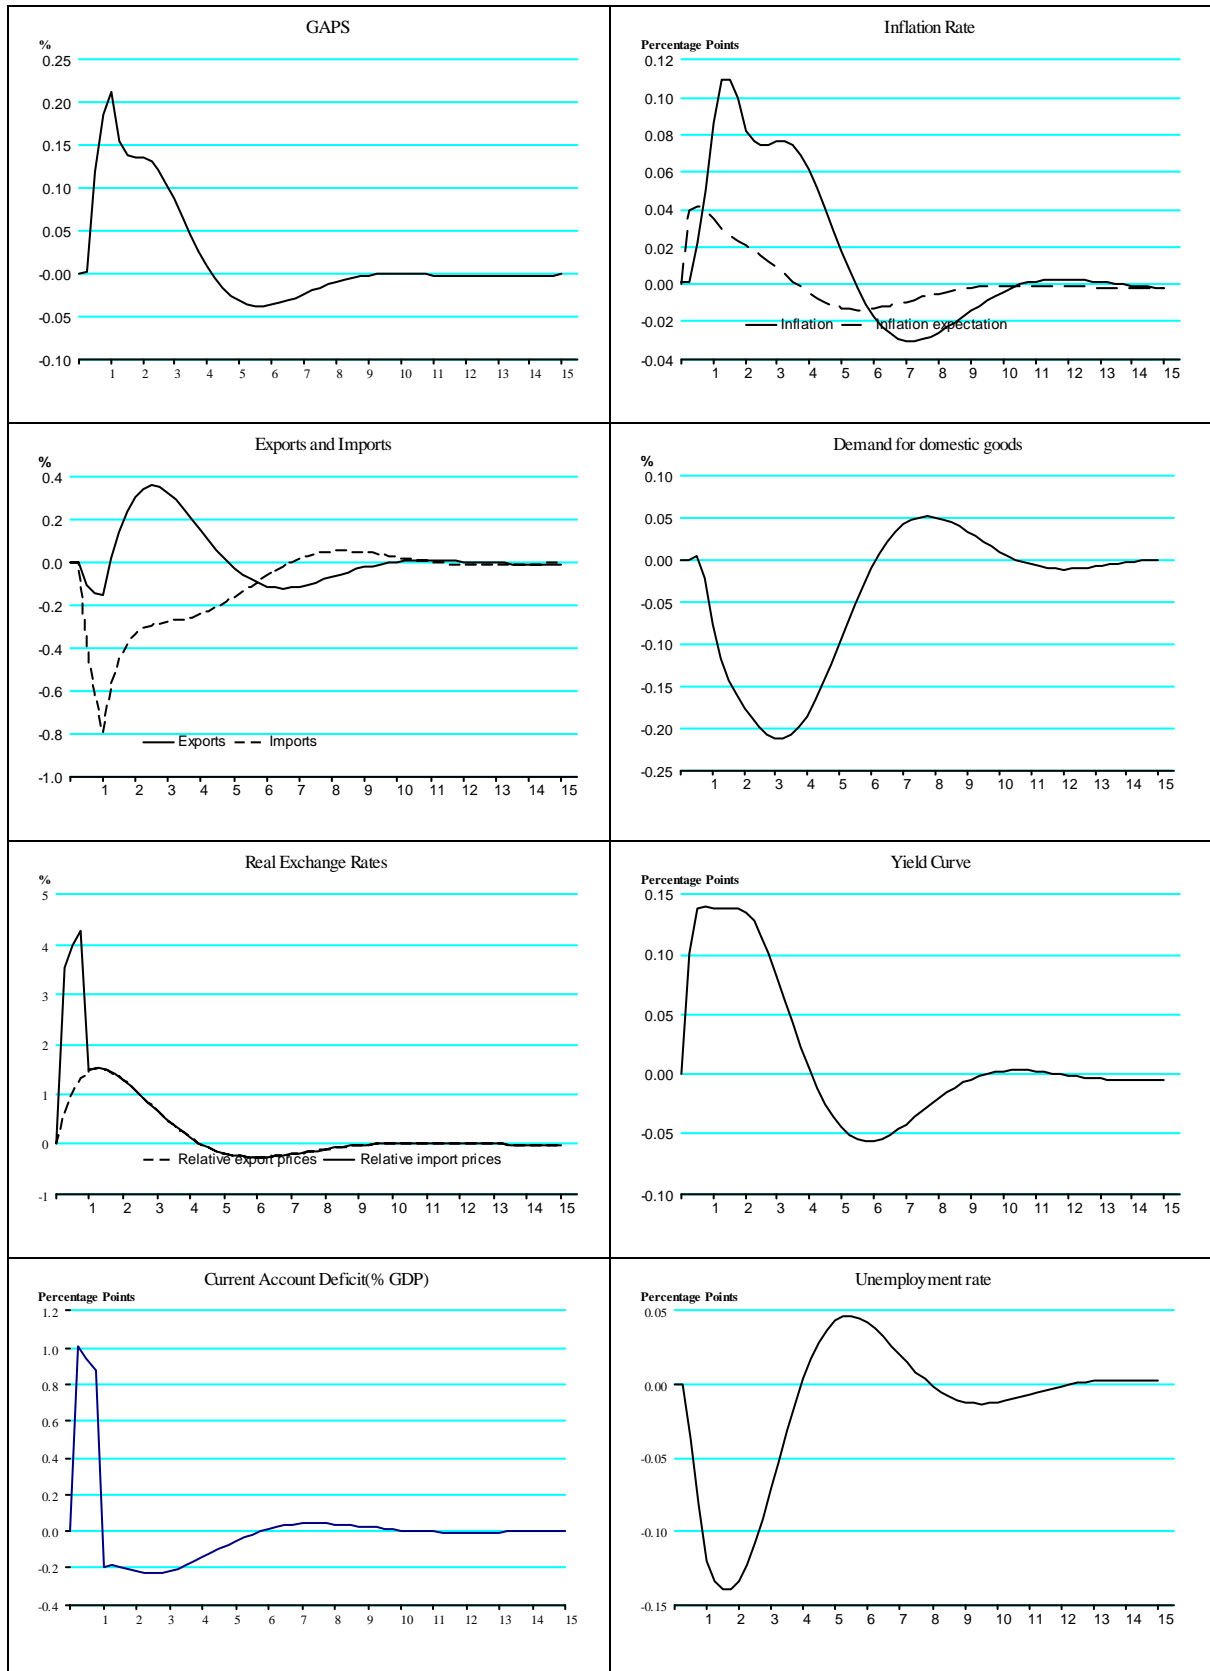 GAPS
%
0.25
0.20
0.15
0.10
0.05
-0.00
-0.05
-0.10
1 2 3 4 5 6 7 8 9 10 11 12 13 14 15
Inflation Rate
Percentage Points
0.12
0.10
0.08
0.06
0.04
0.02
0.00
-0.02
-0.04
Inflation Inflation expectation
1 2 3 4 5 6 7 8 9 10 11 12 13 14 15
Exports and Imports
%
0.4
0.2
0.0
-0.2
-0.4
-0.6
-0.8
-1.0
Exports Imports
1 2 3 4 5 6 7 8 9 10 11 12 13 14 15
Demand for domestic goods
%
0.10
0.05
0.00
-0.05
-0.10
-0.15
-0.20
-0.25
1 2 3 4 5 6 7 8 9 10 11 12 13 14 15
Real Exchange Rates
%
5
4
3
2
1
0
-1
Relative export prices Relative import prices
1 2 3 4 5 6 7 8 9 10 11 12 13 14 15
Yield Curve
Percentage Points
0.15
0.10
0.05
0.00
-0.05
-0.10
1 2 3 4 5 6 7 8 9 10 11 12 13 14 15
Current Account Deficit(% GDP)
Percentage Points
1.2
1.0
0.8
0.6
0.4
0.2
0.0
-0.2
-0.4
1 2 3 4 5 6 7 8 9 10 11 12 13 14 15
Unemployment rate
Percentage Points
0.05
0.00
-0.05
-0.10
-0.15
1 2 3 4 5 6 7 8 9 10 11 12 13 14 15